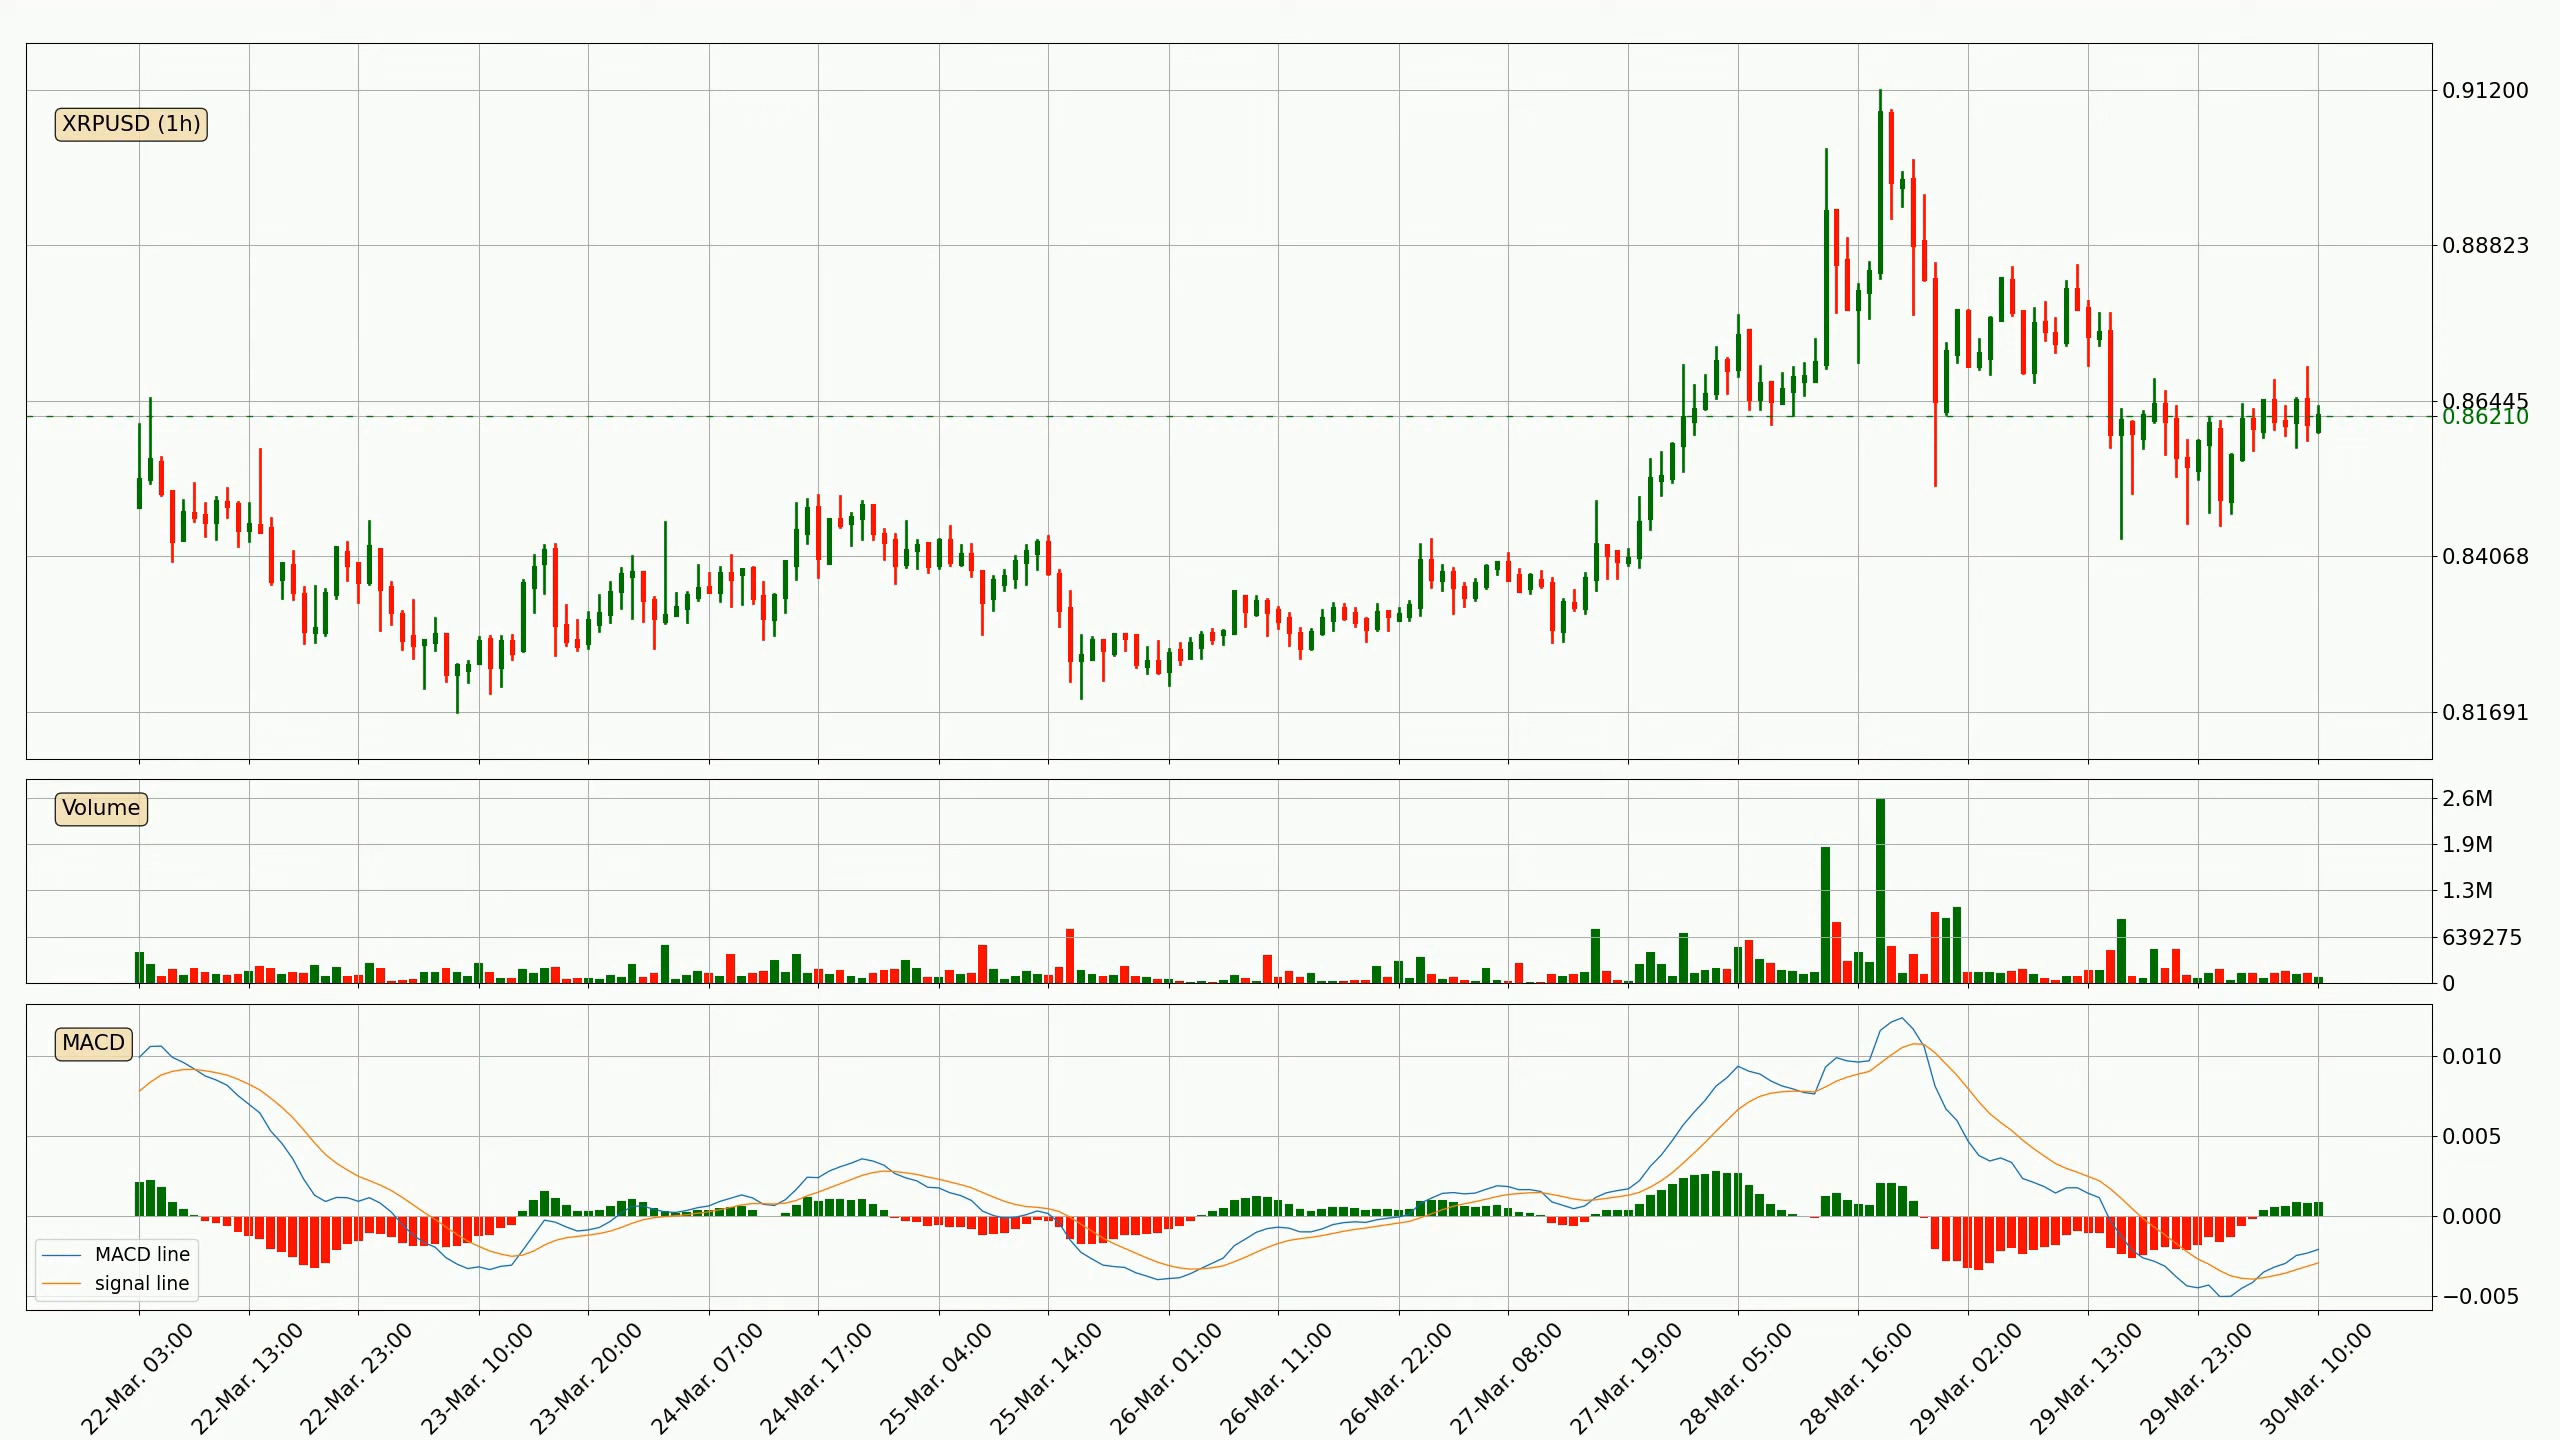 XRPUSD (1h)
0.91200
0.88823
0.86445
0.86210
0.84068
0.81691
Volume
2.6M
1.9M
1.3M
639275
0
MACD
0.010
0.005
0.000
−0.005
MACD line
signal line
22-Mar. 03:00
22-Mar. 13:00
22-Mar. 23:00
23-Mar. 10:00
23-Mar. 20:00
24-Mar. 07:00
24-Mar. 17:00
25-Mar. 04:00
25-Mar. 14:00
26-Mar. 01:00
26-Mar. 11:00
26-Mar. 22:00
27-Mar. 08:00
27-Mar. 19:00
28-Mar. 05:00
28-Mar. 16:00
29-Mar. 02:00
29-Mar. 13:00
29-Mar. 23:00
30-Mar. 10:00